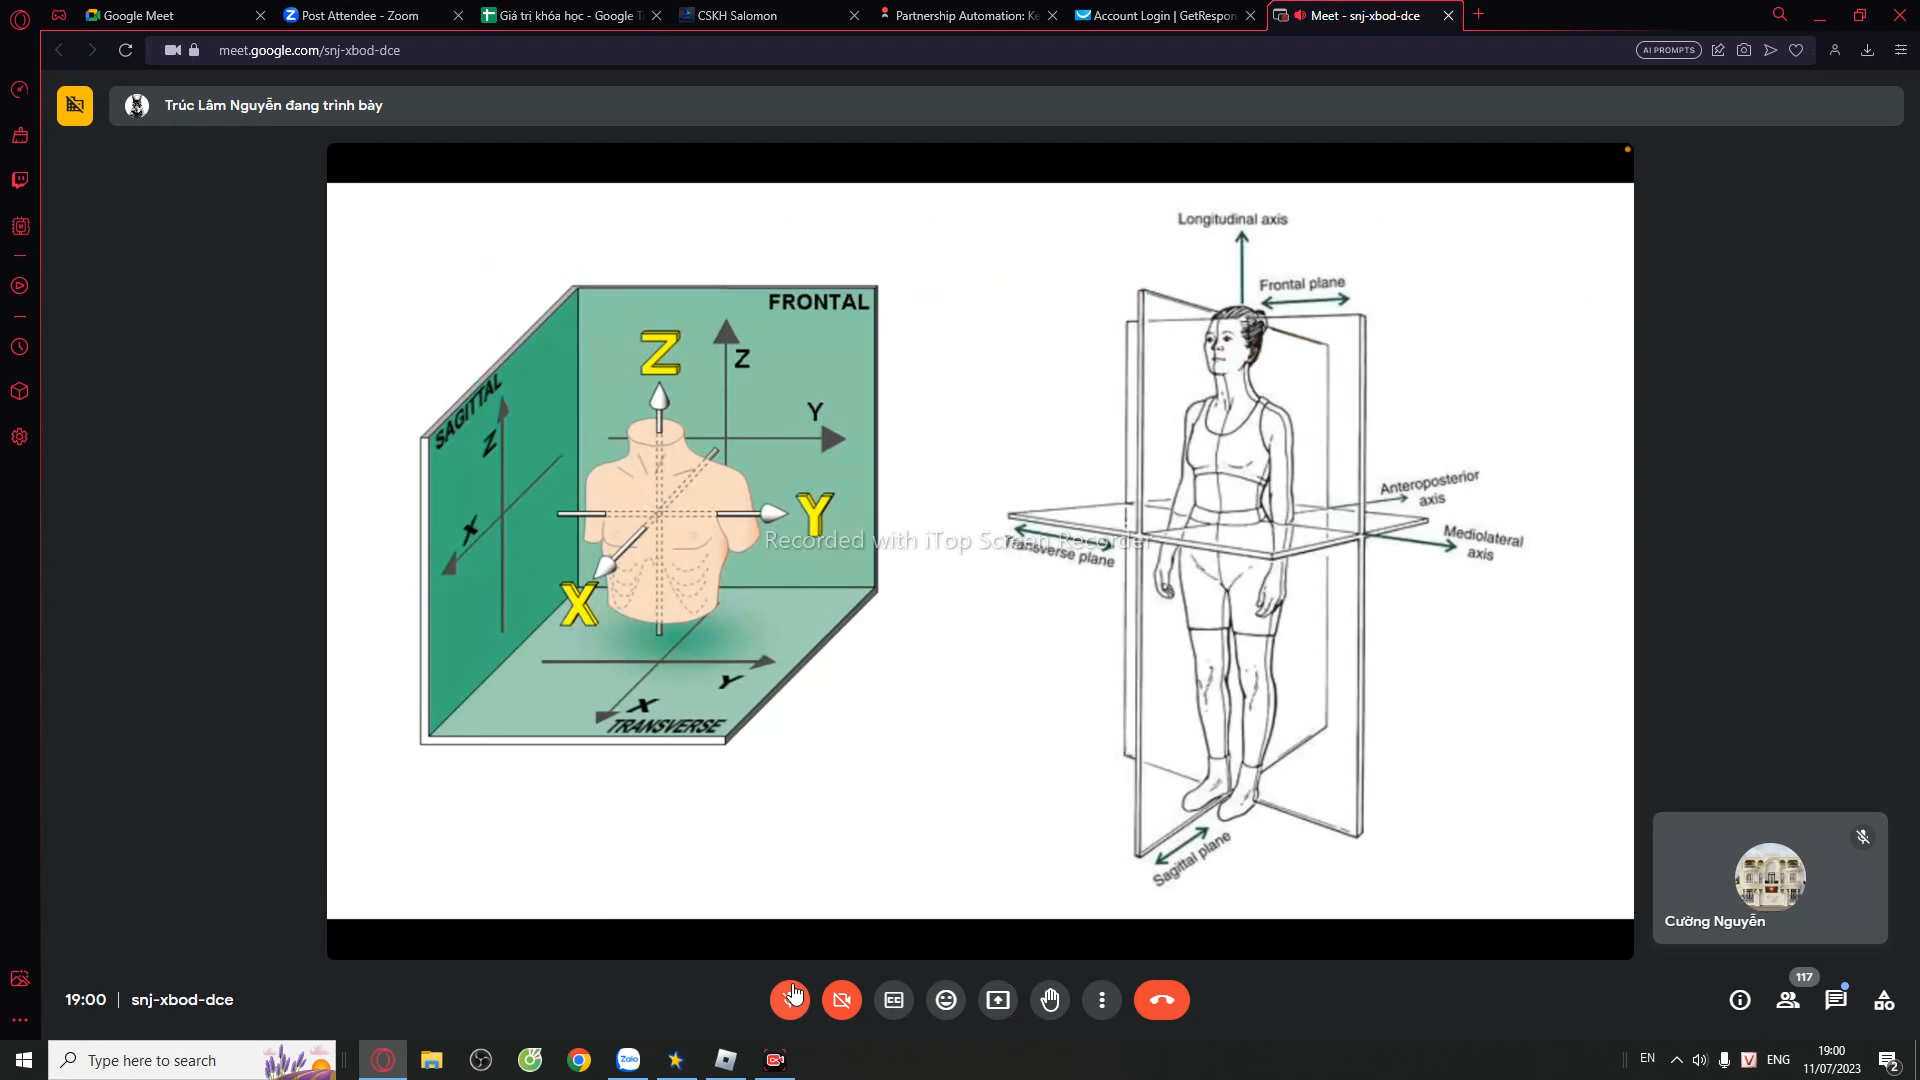 Google Meet
Post Attendee - Zoom
Giá trị khóa học - Google T
CSKH Salomon
Partnership Automation: Ke
Account Login | GetRespon
Meet - snj-xbod-dce
meet.google.com/snj-xbod-dce
AI PROMPTS
Trúc Lâm Nguyễn đang trình bày
Longitudinal axis
Frontal plane
FRONTAL
Z
Z
Y
SAGITTAL
Z
X
Y
X
Anteroposterior
axis
Mediolateral
axis
Transverse plane
Recorded with iTop Screen Recorder
Y
X
TRANSVERSE
Sagittal plane
Cường Nguyễn
19:00 | snj-xbod-dce
117
Type here to search
Zalo
EN
V
ENG
19:00
11/07/2023
2